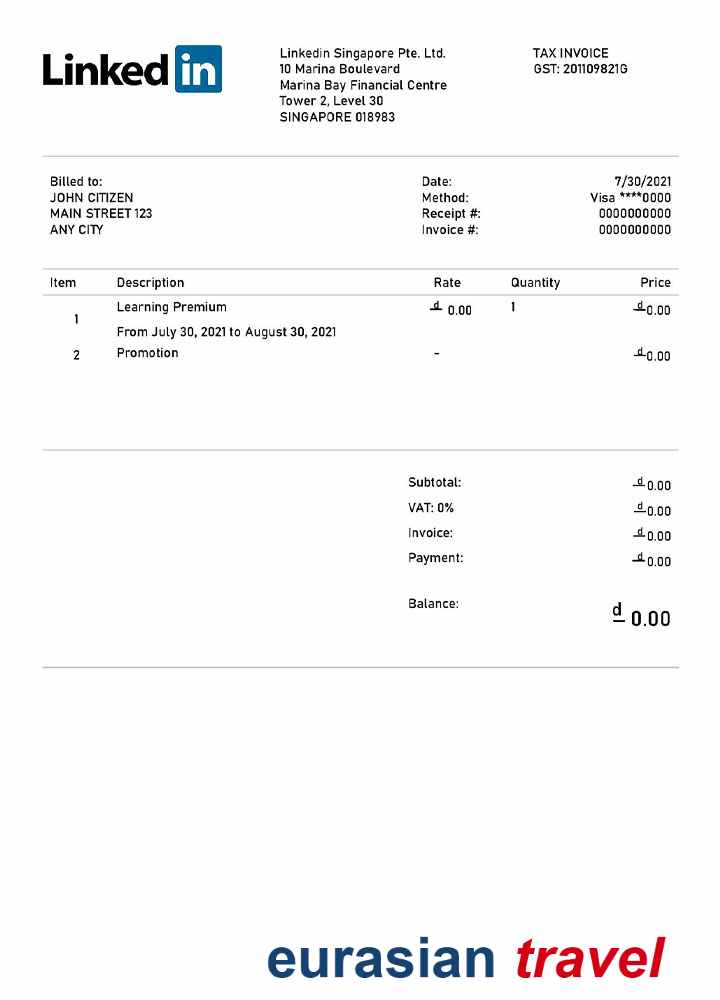 Linked in
Linkedin Singapore Pte. Ltd.
10 Marina Boulevard
Marina Bay Financial Centre
Tower 2, Level 30
SINGAPORE 018983
TAX INVOICE
GST: 201109821G
Billed to:
JOHN CITIZEN
MAIN STREET 123
ANY CITY
Date: 7/30/2021
Method: Visa ****0000
Receipt #: 0000000000
Invoice #: 0000000000
Item Description Rate Quantity Price
1 Learning Premium ₫ 0.00 1 ₫0.00
From July 30, 2021 to August 30, 2021
2 Promotion - ₫0.00
Subtotal: ₫0.00
VAT: 0% ₫0.00
Invoice: ₫0.00
Payment: ₫0.00
Balance: ₫ 0.00
eurasian travel